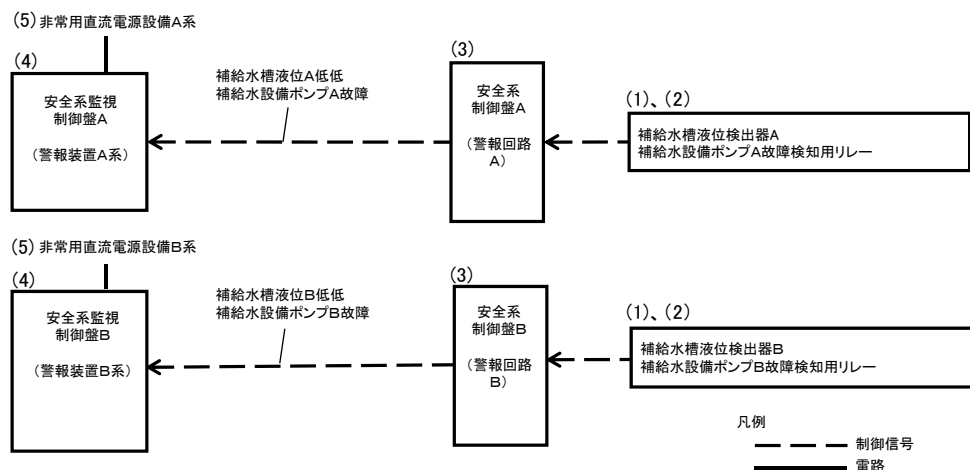 (5) 非常用直流電源設備A系
(4)
安全系監視
制御盤A
(警報装置A系)
補給水槽液位A低低
補給水設備ポンプA故障
(3)
安全系
制御盤A
(警報回路
A)
(1)、(2)
補給水槽液位検出器A
補給水設備ポンプA故障検知用リレー
(5) 非常用直流電源設備B系
(4)
安全系監視
制御盤B
(警報装置B系)
補給水槽液位B低低
補給水設備ポンプB故障
(3)
安全系
制御盤B
(警報回路
B)
(1)、(2)
補給水槽液位検出器B
補給水設備ポンプB故障検知用リレー
凡例
制御信号
電路